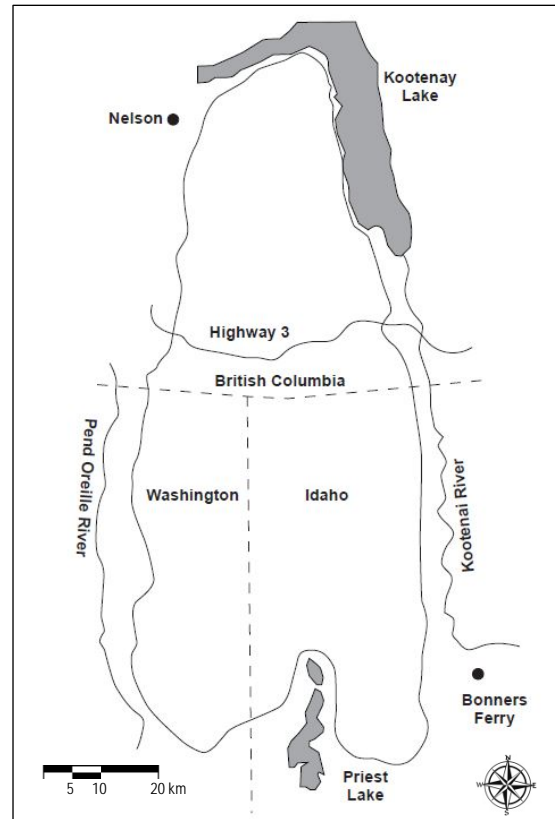 Kootenay
Lake
Nelson
Highway 3
British Columbia
Pend Oreille River
Washington
Idaho
Kootenai River
Bonners
Ferry
Priest
Lake
5 10 20 km
N
W E
S